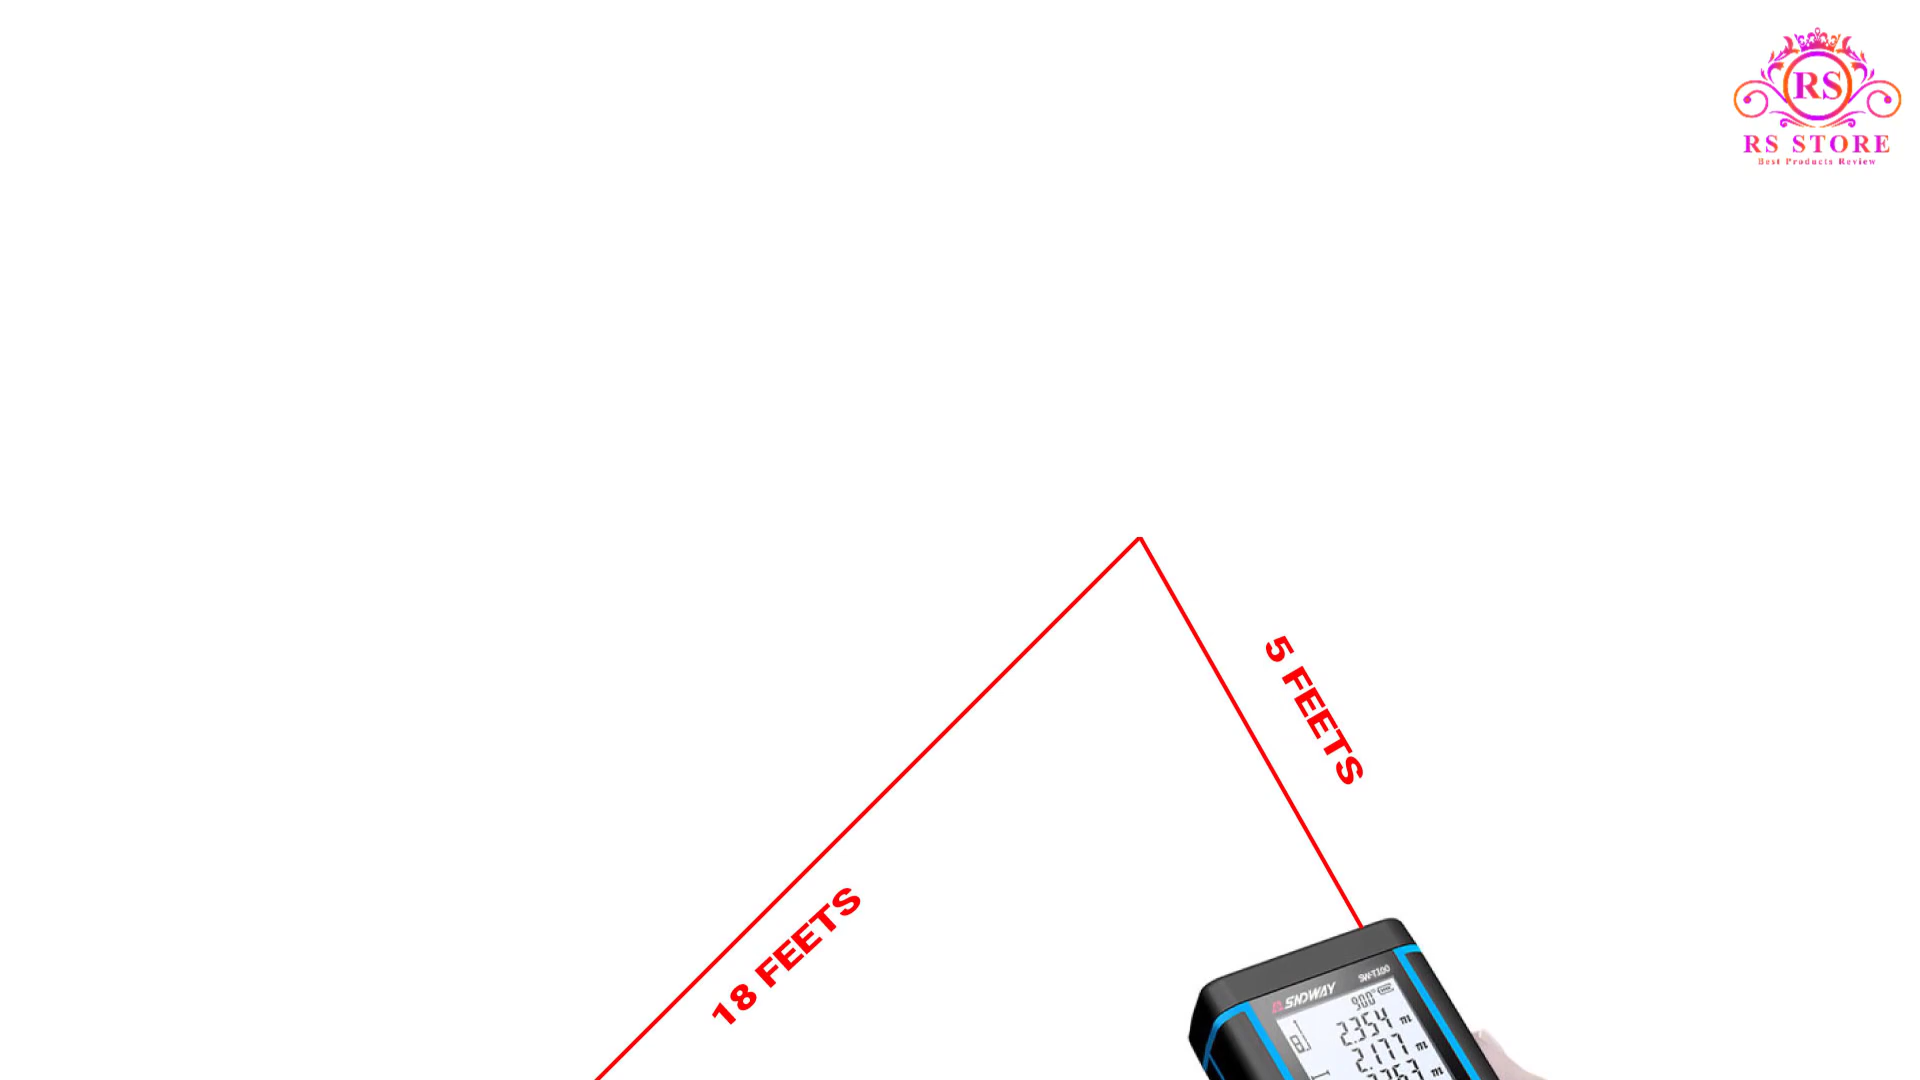 RS
RS STORE
Best Products Review
5 FEETS
18 FEETS
SW-T100
SNDWAY
90.0°
2.354 m
2.177 m
m